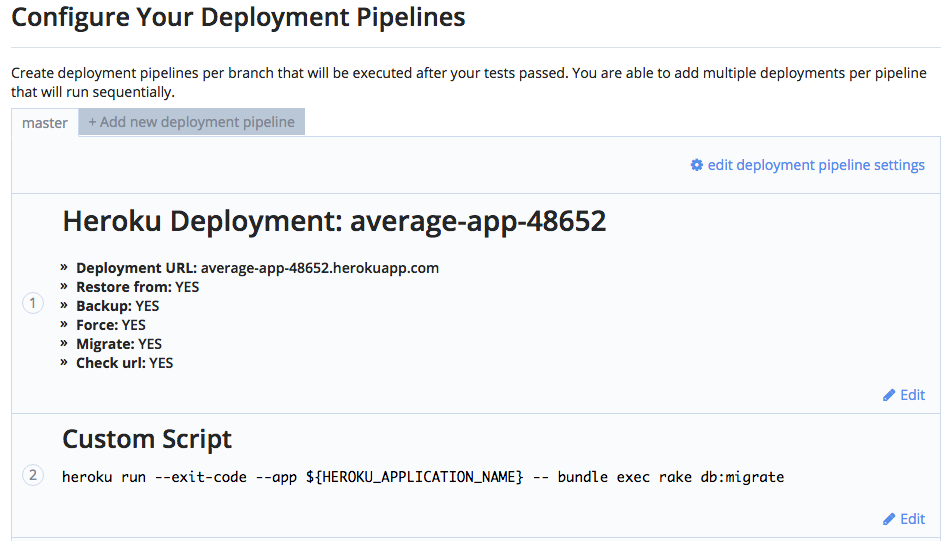 Configure Your Deployment Pipelines
Create deployment pipelines per branch that will be executed after your tests passed. You are able to add multiple deployments per pipeline
that will run sequentially.
master + Add new deployment pipeline
edit deployment pipeline settings
Heroku Deployment: average-app-48652
» Deployment URL: average-app-48652.herokuapp.com
» Restore from: YES
1
» Backup: YES
» Force: YES
» Migrate: YES
» Check url: YES
Edit
Custom Script
2 heroku run --exit-code --app ${HEROKU_APPLICATION_NAME} -- bundle exec rake db:migrate
Edit